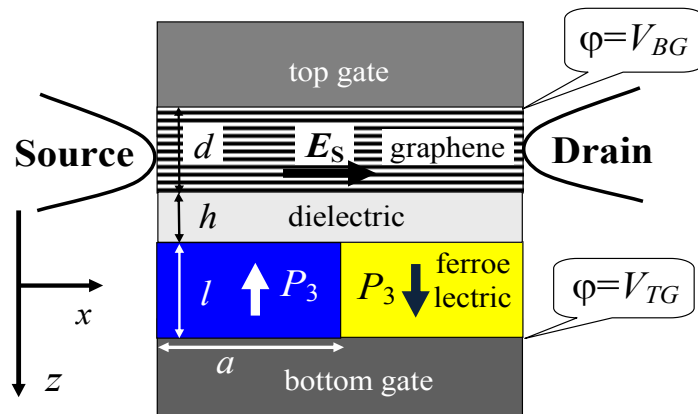 φ=V_BG
top gate
Source
d
E_S
graphene
Drain
h
dielectric
l
P_3
P_3
ferroe
lectric
φ=V_TG
x
a
z
bottom gate